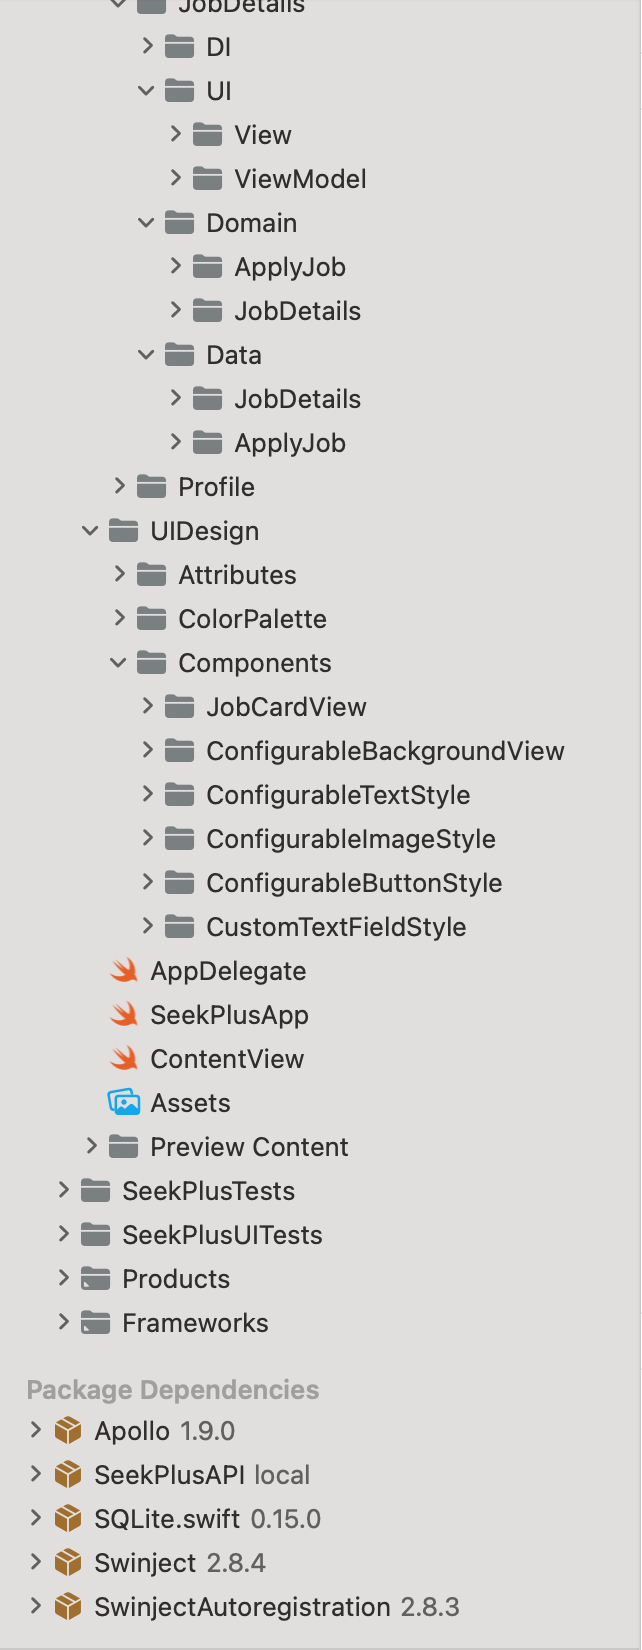 JobDetails
DI
UI
View
ViewModel
Domain
ApplyJob
JobDetails
Data
JobDetails
ApplyJob
Profile
UIDesign
Attributes
ColorPalette
Components
JobCardView
ConfigurableBackgroundView
ConfigurableTextStyle
ConfigurableImageStyle
ConfigurableButtonStyle
CustomTextFieldStyle
AppDelegate
SeekPlusApp
ContentView
Assets
Preview Content
SeekPlusTests
SeekPlusUITests
Products
Frameworks
Package Dependencies
Apollo 1.9.0
SeekPlusAPI local
SQLite.swift 0.15.0
Swinject 2.8.4
SwinjectAutoregistration 2.8.3